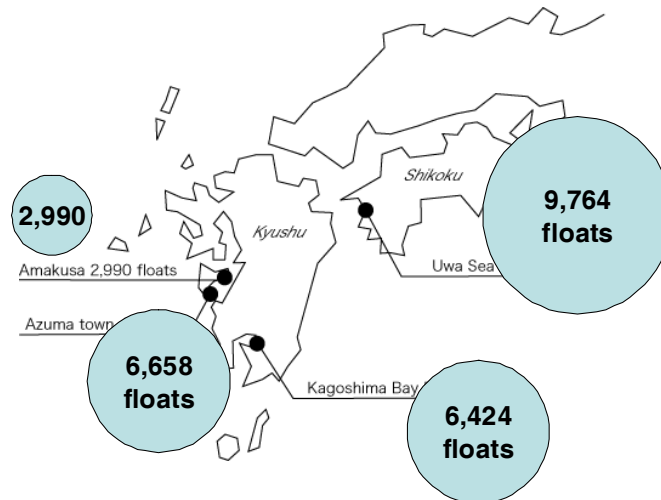 Shikoku
9,764
floats
2,990
Kyushu
Amakusa 2,990 floats
Uwa Sea
Azuma town
6,658
floats
Kagoshima Bay
6,424
floats